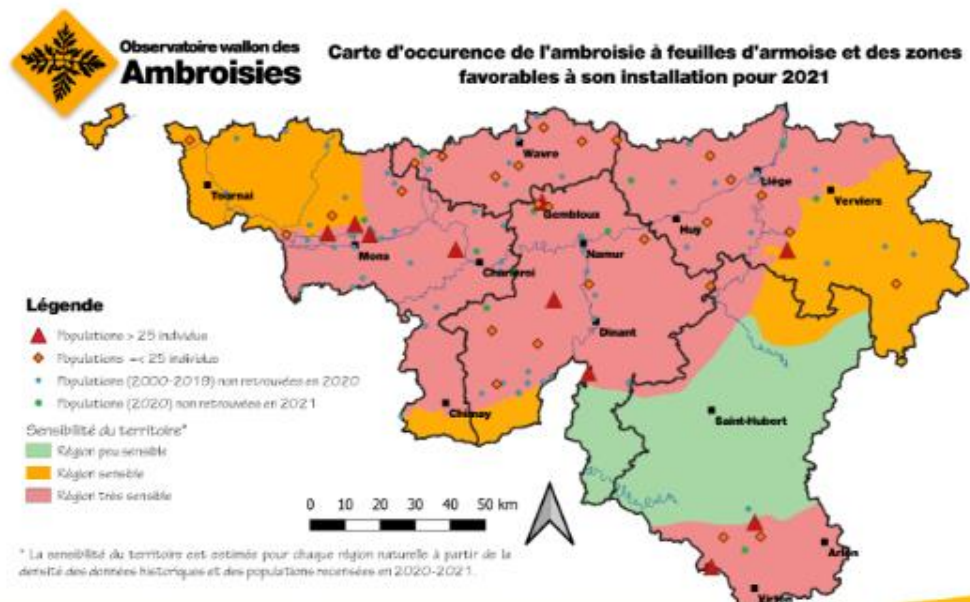 Observatoire wallon des
Ambroisies
Carte d'occurence de l'ambroisie à feuilles d'armoise et des zones
favorables à son installation pour 2021
Wavre
Tournai
Liège
Verviers
Gembloux
Huy
Mons
Namur
Charleroi
Dinant
Chimay
Saint-Hubert
Arlon
Virton
Légende
Populations > 25 individus
Populations =< 25 individus
Populations (2000-2019) non retrouvées en 2020
Populations (2020) non retrouvées en 2021
Sensibilité du territoire*
Région peu sensible
Région sensible
Région très sensible
0 10 20 30 40 50 km
* La sensibilité du territoire est estimée pour chaque région naturelle à partir de la
densité des données historiques et des populations recensées en 2020-2021.